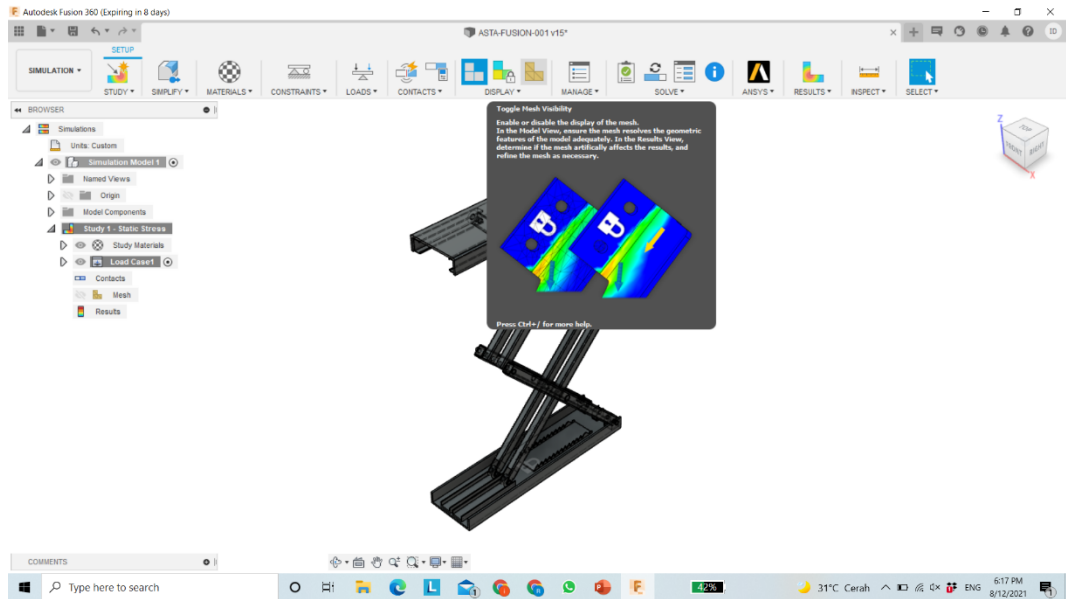 Autodesk Fusion 360 (Expiring in 8 days)
ASTA-FUSION-001 v15*
ID
SETUP
SIMULATION
STUDY
SIMPLIFY
MATERIALS
CONSTRAINTS
LOADS
CONTACTS
DISPLAY
MANAGE
SOLVE
ANSYS
RESULTS
INSPECT
SELECT
BROWSER
Simulations
Units: Custom
Simulation Model 1
Named Views
Origin
Model Components
Study 1 - Static Stress
Study Materials
Load Case1
Contacts
Mesh
Results
Toggle Mesh Visibility
Enable or disable the display of the mesh.
In the Model View, ensure the mesh resolves the geometric
features of the model adequately. In the Results View,
determine if the mesh artifically affects the results, and
refine the mesh as necessary.
Press Ctrl+/ for more help.
Z
TOP
FRONT
RIGHT
X
COMMENTS
Type here to search
42%
31°C Cerah
ENG
6:17 PM
8/12/2021